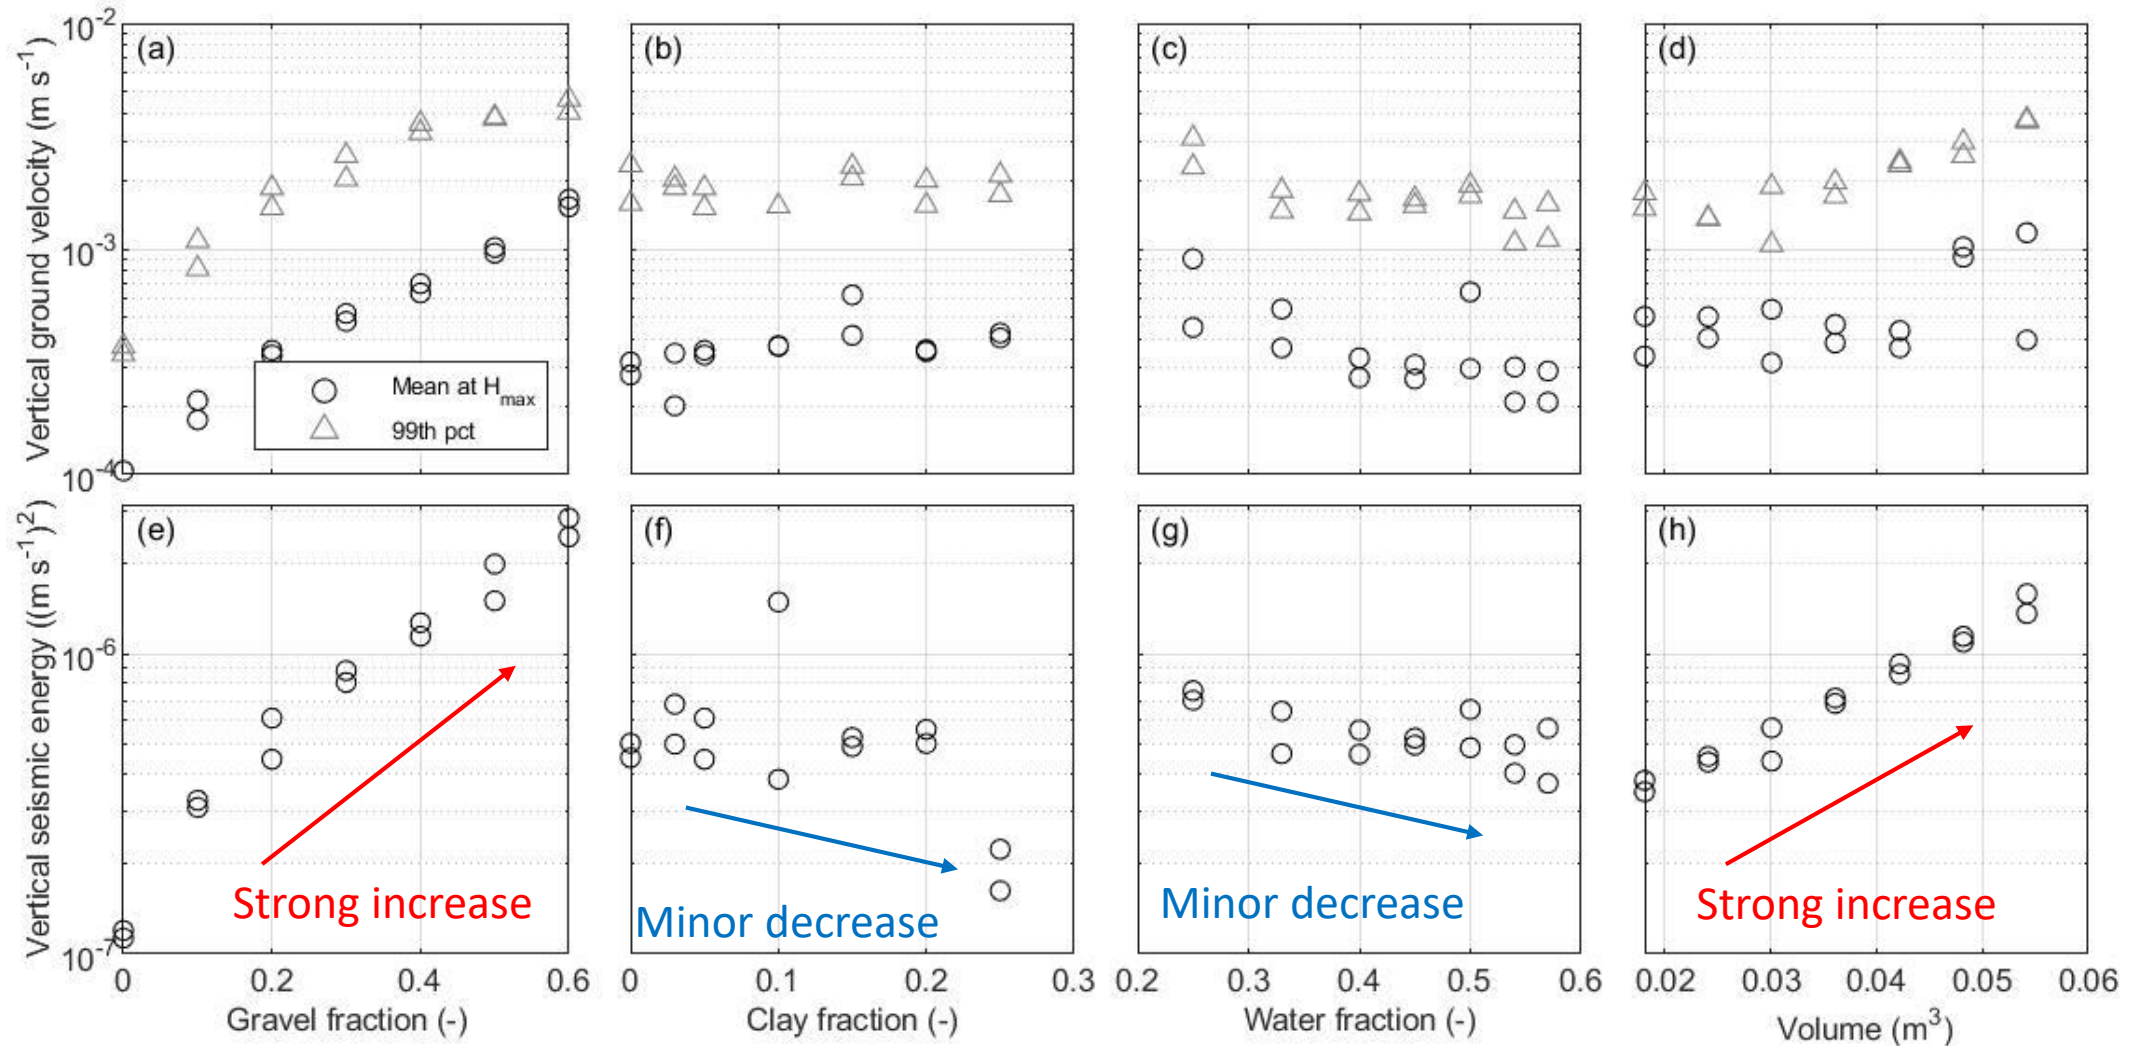 Vertical ground velocity (m s⁻¹)
10⁻²
10⁻³
10⁻⁴
(a)
(b)
(c)
(d)
Mean at H_max
99th pct
Vertical seismic energy ((m s⁻¹)²)
10⁻⁶
10⁻⁷
(e)
(f)
(g)
(h)
Strong increase
Minor decrease
Minor decrease
Strong increase
0 0.2 0.4 0.6
0 0.1 0.2 0.3
0.2 0.3 0.4 0.5 0.6
0.02 0.03 0.04 0.05 0.06
Gravel fraction (-)
Clay fraction (-)
Water fraction (-)
Volume (m³)